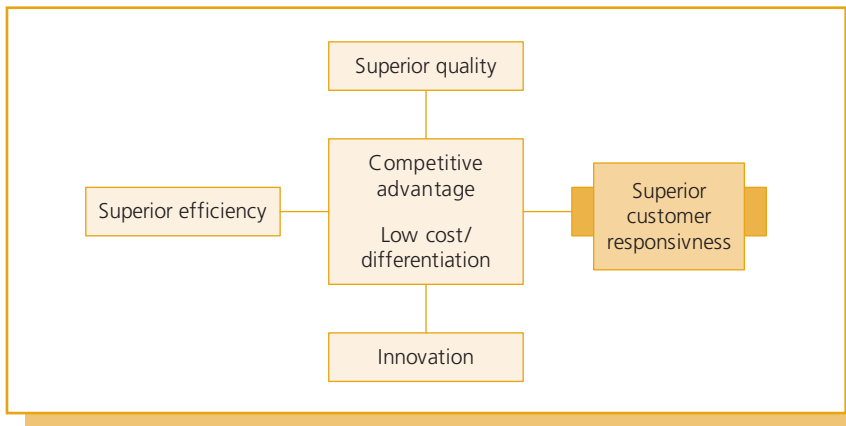 Superior quality
Competitive
advantage
Low cost/
differentiation
Superior efficiency
Superior
customer
responsivness
Innovation